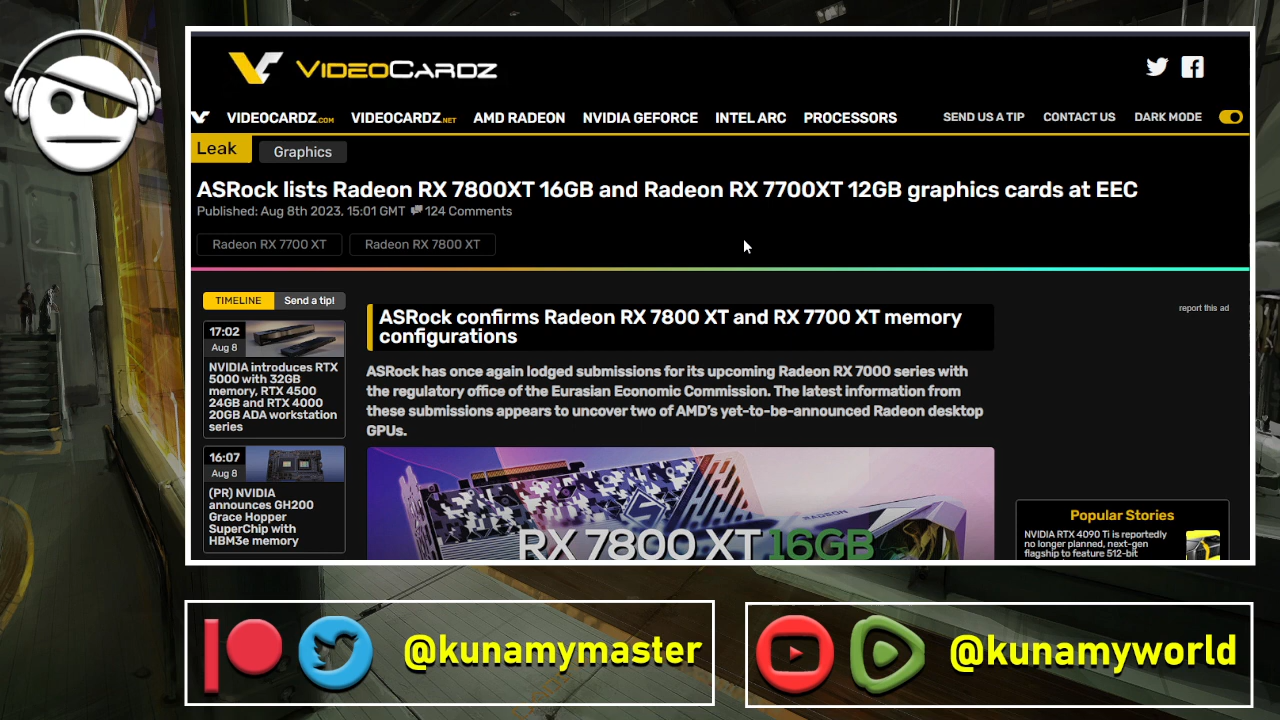 VIDEOCARDZ
VIDEOCARDZ.COM VIDEOCARDZ.NET AMD RADEON NVIDIA GEFORCE INTEL ARC PROCESSORS SEND US A TIP CONTACT US DARK MODE
Leak Graphics
ASRock lists Radeon RX 7800XT 16GB and Radeon RX 7700XT 12GB graphics cards at EEC
Published: Aug 8th 2023, 15:01 GMT 124 Comments
Radeon RX 7700 XT Radeon RX 7800 XT
TIMELINE Send a tip!
17:02
Aug 8
NVIDIA introduces RTX
5000 with 32GB
memory, RTX 4500
24GB and RTX 4000
20GB ADA workstation
series
16:07
Aug 8
(PR) NVIDIA
announces GH200
Grace Hopper
SuperChip with
HBM3e memory
ASRock confirms Radeon RX 7800 XT and RX 7700 XT memory
configurations
ASRock has once again lodged submissions for its upcoming Radeon RX 7000 series with
the regulatory office of the Eurasian Economic Commission. The latest information from
these submissions appears to uncover two of AMD's yet-to-be-announced Radeon desktop
GPUs.
RADEON
RX 7800 XT 16GB
report this ad
Popular Stories
NVIDIA RTX 4090 Ti is reportedly
no longer planned, next-gen
flagship to feature 512-bit
@kunamymaster
@kunamyworld